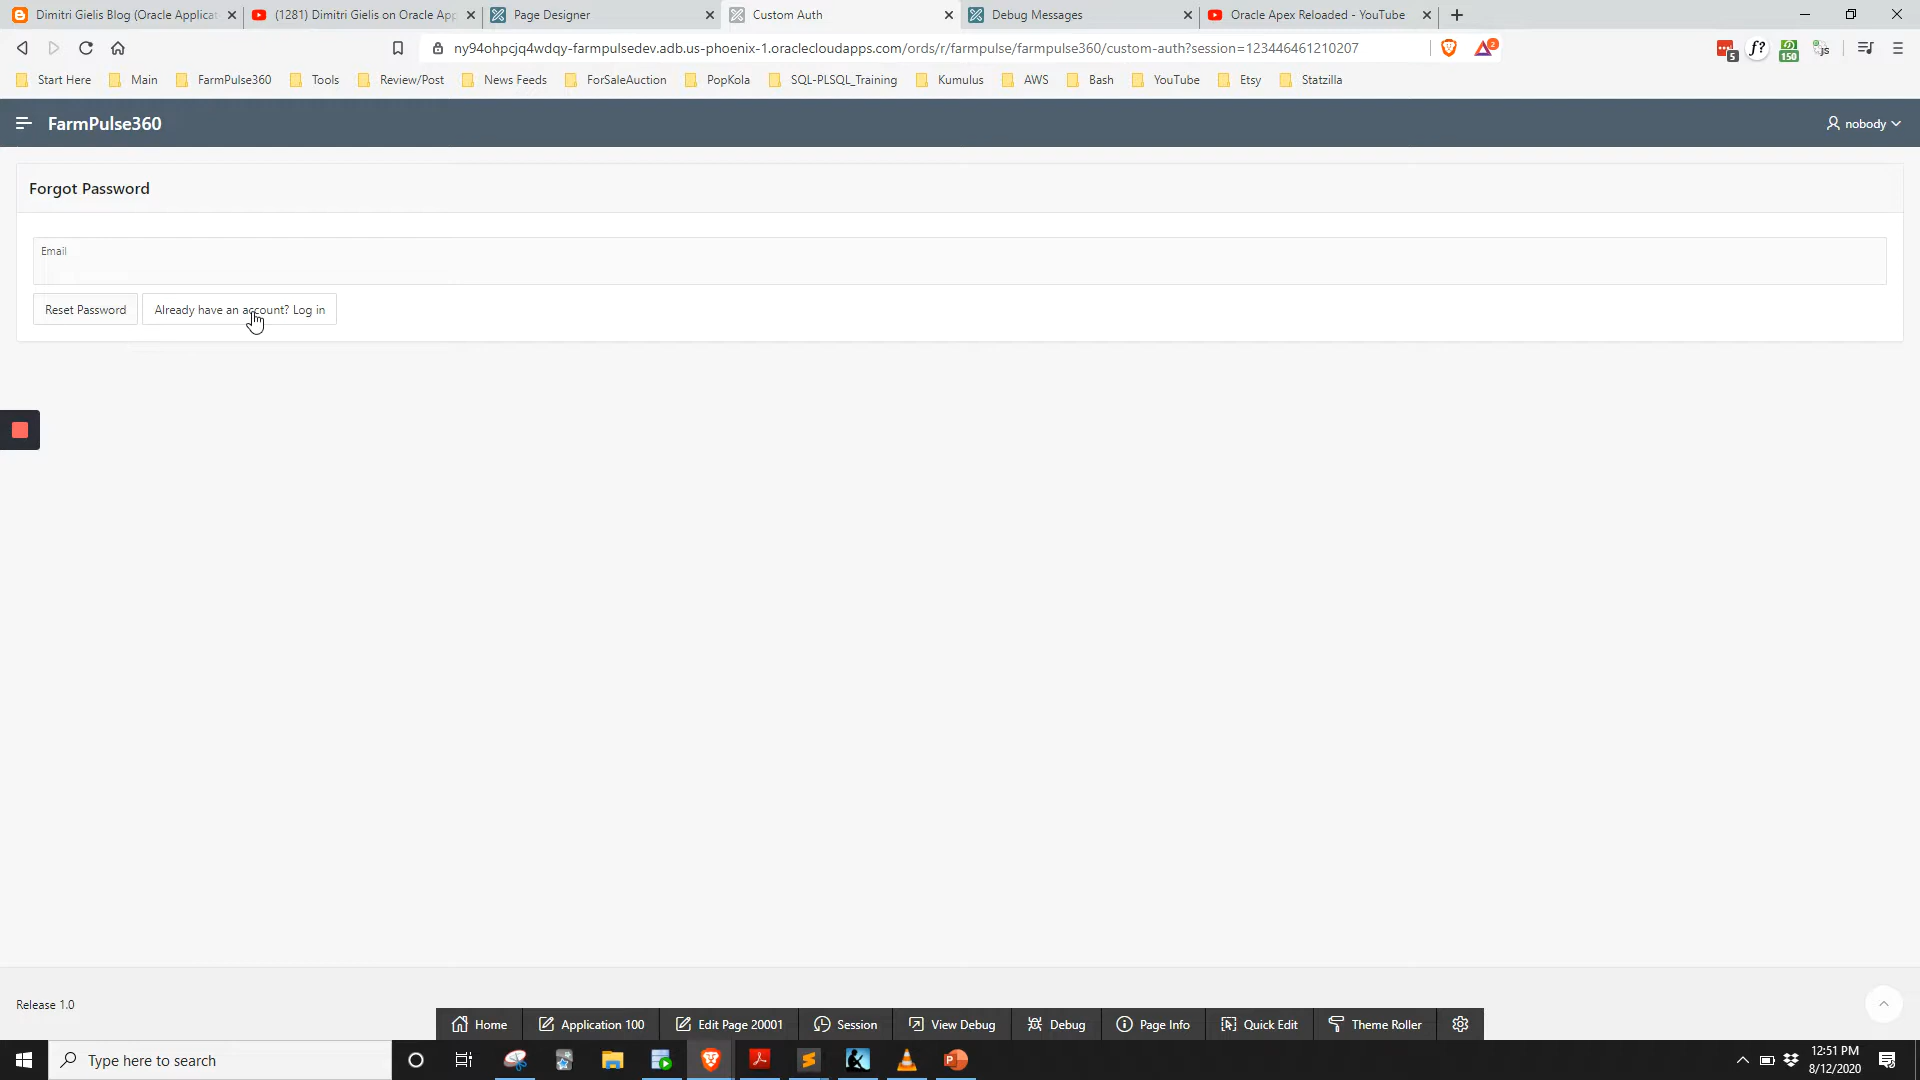 Dimitri Gielis Blog (Oracle Applicat
(1281) Dimitri Gielis on Oracle App
Page Designer
Custom Auth
Debug Messages
Oracle Apex Reloaded - YouTube
ny94ohpcjq4wdqy-farmpulsedev.adb.us-phoenix-1.oraclecloudapps.com/ords/r/farmpulse/farmpulse360/custom-auth?session=123446461210207
2
5
f?
150
js
Start Here
Main
FarmPulse360
Tools
Review/Post
News Feeds
ForSaleAuction
PopKola
SQL-PLSQL_Training
Kumulus
AWS
Bash
YouTube
Etsy
Statzilla
FarmPulse360
nobody
Forgot Password
Email
Reset Password
Already have an account? Log in
Release 1.0
Home
Application 100
Edit Page 20001
Session
View Debug
Debug
Page Info
Quick Edit
Theme Roller
Type here to search
12:51 PM
8/12/2020